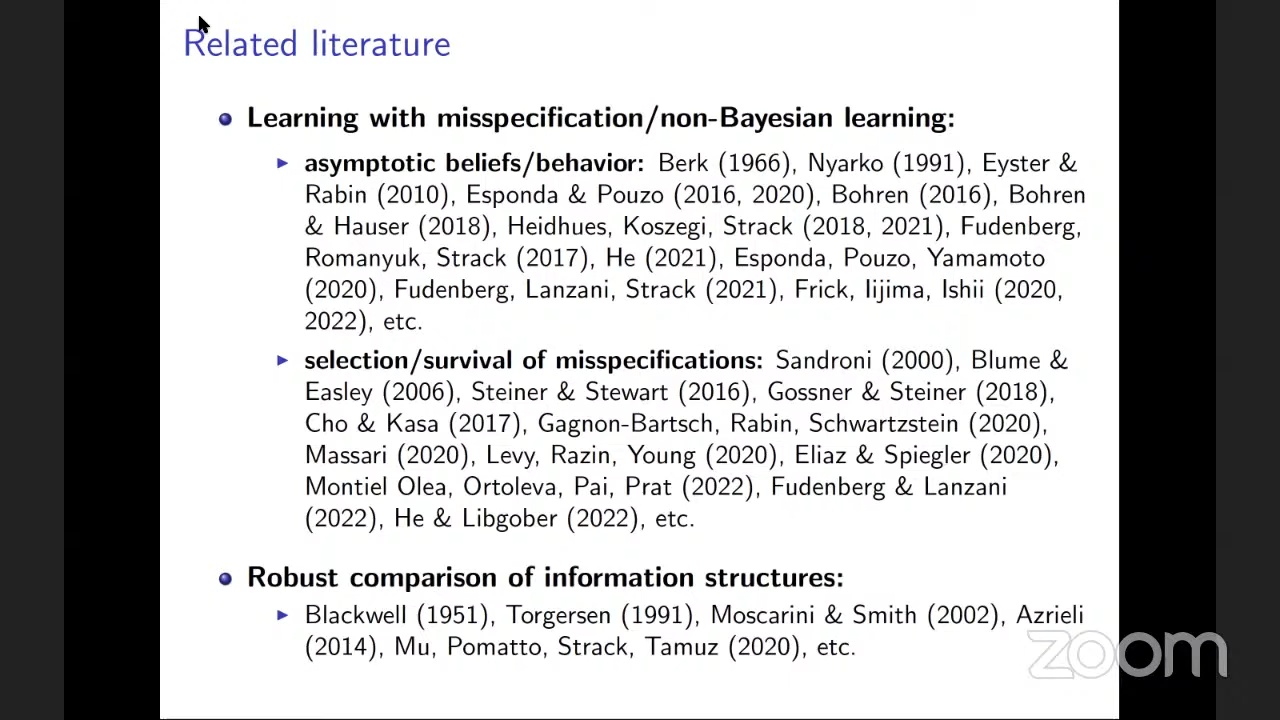 Related literature
Learning with misspecification/non-Bayesian learning:
asymptotic beliefs/behavior: Berk (1966), Nyarko (1991), Eyster &
Rabin (2010), Esponda & Pouzo (2016, 2020), Bohren (2016), Bohren
& Hauser (2018), Heidhues, Koszegi, Strack (2018, 2021), Fudenberg,
Romanyuk, Strack (2017), He (2021), Esponda, Pouzo, Yamamoto
(2020), Fudenberg, Lanzani, Strack (2021), Frick, Iijima, Ishii (2020,
2022), etc.
selection/survival of misspecifications: Sandroni (2000), Blume &
Easley (2006), Steiner & Stewart (2016), Gossner & Steiner (2018),
Cho & Kasa (2017), Gagnon-Bartsch, Rabin, Schwartzstein (2020),
Massari (2020), Levy, Razin, Young (2020), Eliaz & Spiegler (2020),
Montiel Olea, Ortoleva, Pai, Prat (2022), Fudenberg & Lanzani
(2022), He & Libgober (2022), etc.
Robust comparison of information structures:
Blackwell (1951), Torgersen (1991), Moscarini & Smith (2002), Azrieli
(2014), Mu, Pomatto, Strack, Tamuz (2020), etc.
zoom